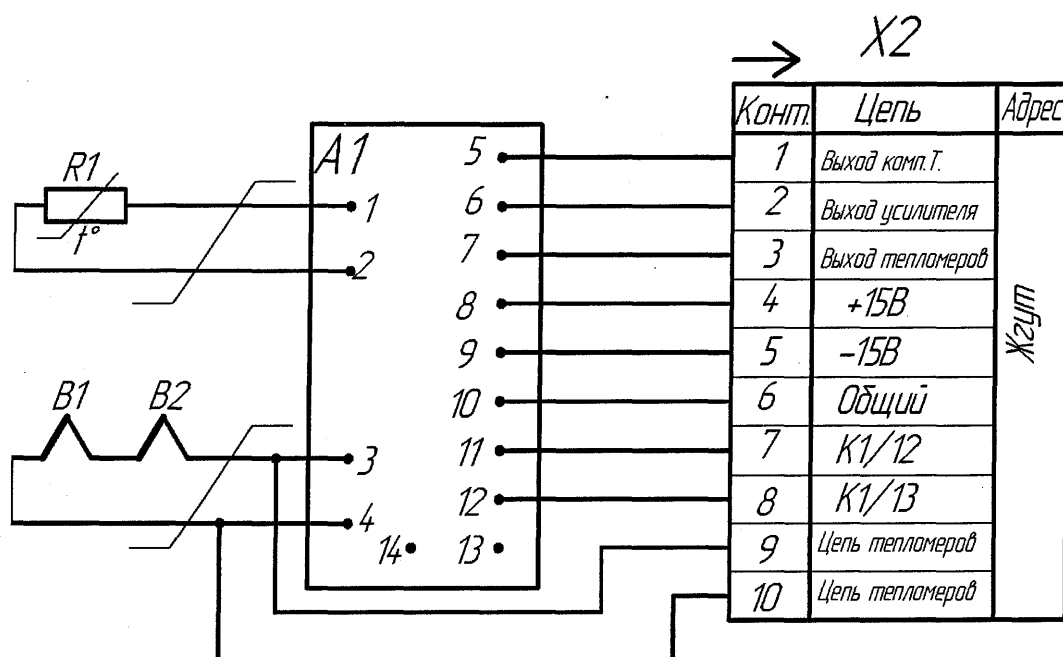 X2
Конт. Цепь Адрес
1 Выход комп.Т.
2 Выход усилителя
3 Выход тепломеров
4 +15В
5 -15В
6 Общий
7 К1/12
8 К1/13
9 Цепь тепломеров
10 Цепь тепломеров
Жгут
A1
R1
t°
B1 B2
1
2
3
4
5
6
7
8
9
10
11
12
14 13